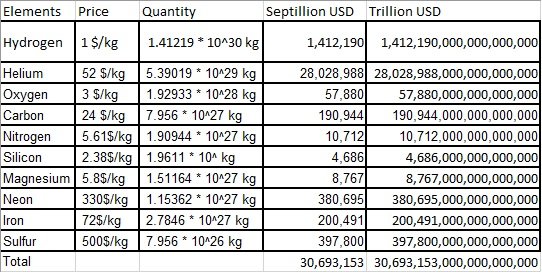 Elements Price Quantity Septillion USD Trillion USD
Hydrogen 1 $/kg 1.41219 * 10^30 kg 1,412,190 1,412,190,000,000,000,000
Helium 52 $/kg 5.39019 * 10^29 kg 28,028,988 28,028,988,000,000,000,000
Oxygen 3 $/kg 1.92933 * 10^28 kg 57,880 57,880,000,000,000,000
Carbon 24 $/kg 7.956 * 10^27 kg 190,944 190,944,000,000,000,000
Nitrogen 5.61$/kg 1.90944 * 10^27 kg 10,712 10,712,000,000,000,000
Silicon 2.38$/kg 1.9611 * 10^ kg 4,686 4,686,000,000,000,000
Magnesium 5.8$/kg 1.51164 * 10^27 kg 8,767 8,767,000,000,000,000
Neon 330$/kg 1.15362 * 10^27 kg 380,695 380,695,000,000,000,000
Iron 72$/kg 2.7846 * 10^27 kg 200,491 200,491,000,000,000,000
Sulfur 500$/kg 7.956 * 10^26 kg 397,800 397,800,000,000,000,000
Total 30,693,153 30,693,153,000,000,000,000